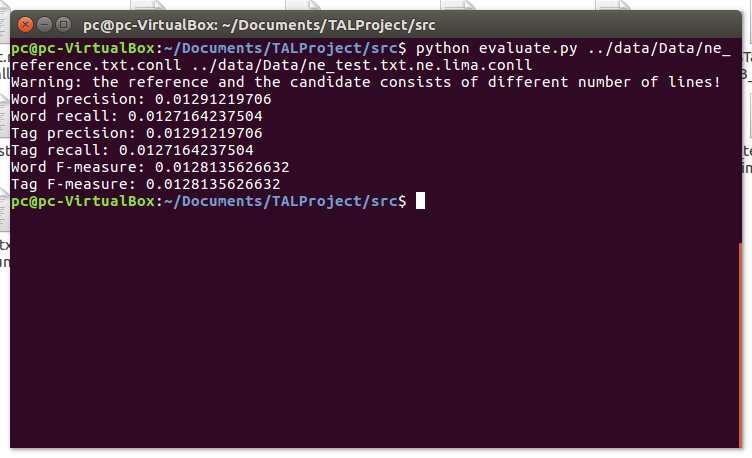 pc@pc-VirtualBox: ~/Documents/TALProject/src
pc@pc-VirtualBox:~/Documents/TALProject/src$ python evaluate.py ../data/Data/ne_
reference.txt.conll ../data/Data/ne_test.txt.ne.lima.conll
Warning: the reference and the candidate consists of different number of lines!
Word precision: 0.01291219706
Word recall: 0.0127164237504
Tag precision: 0.01291219706
Tag recall: 0.0127164237504
Word F-measure: 0.0128135626632
Tag F-measure: 0.0128135626632
pc@pc-VirtualBox:~/Documents/TALProject/src$